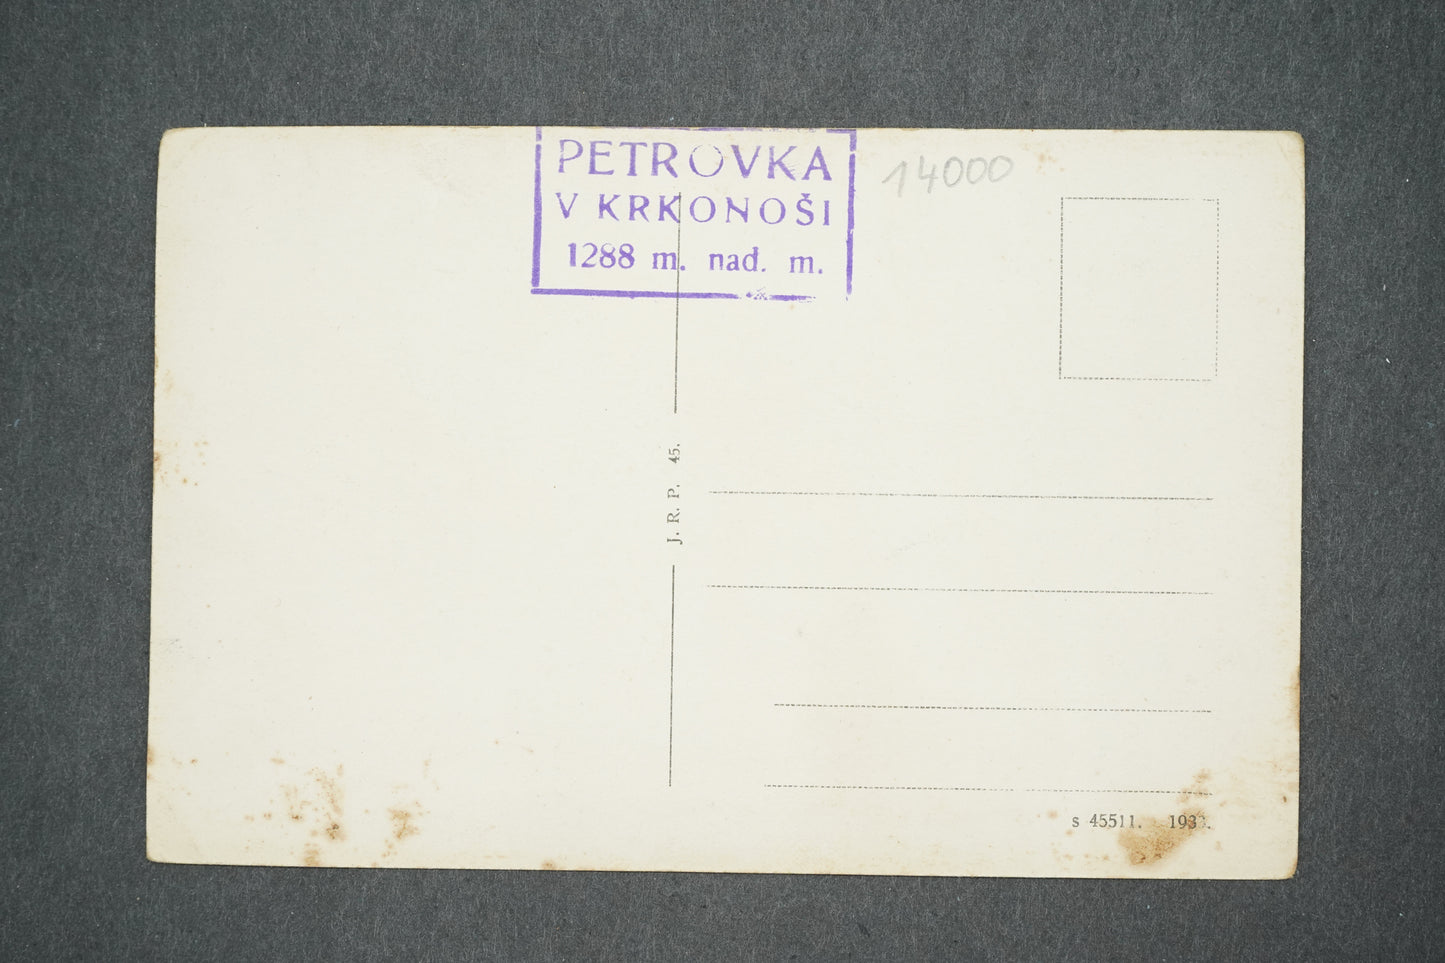 PETROVKA
V KRKONOŠI
1288 m. nad. m.
14000
J. R. P. 45.
s 45511.